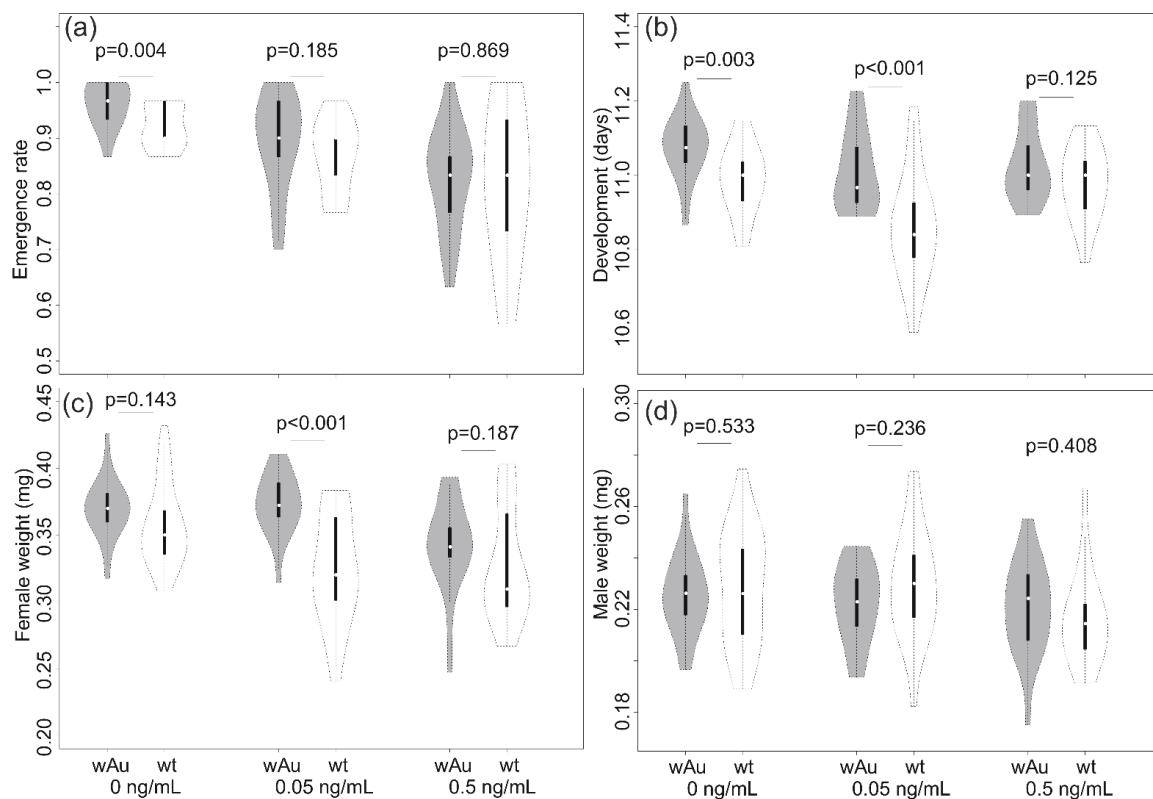 (a)
p=0.004
p=0.185
p=0.869
Emergence rate
1.0
0.9
0.8
0.7
0.6
0.5
(b)
p=0.003
p<0.001
p=0.125
Development (days)
11.4
11.2
11.0
10.8
10.6
(c)
p=0.143
p<0.001
p=0.187
Female weight (mg)
0.45
0.40
0.35
0.30
0.25
0.20
(d)
p=0.533
p=0.236
p=0.408
Male weight (mg)
0.30
0.26
0.22
0.18
wAu wt wAu wt wAu wt
0 ng/mL 0.05 ng/mL 0.5 ng/mL
wAu wt wAu wt wAu wt
0 ng/mL 0.05 ng/mL 0.5 ng/mL